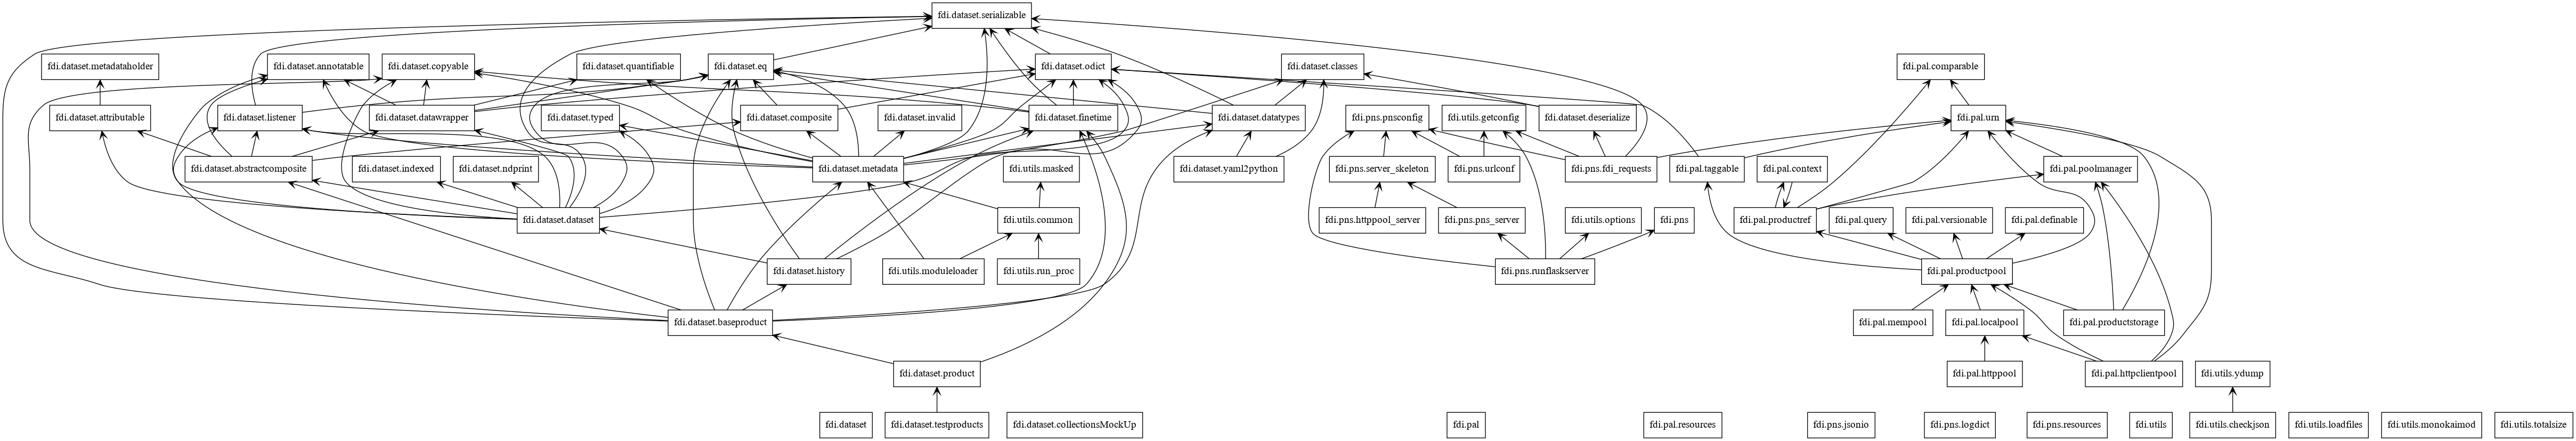 fdi.dataset.serializable
fdi.dataset.metadataholder
fdi.dataset.annotatable
fdi.dataset.copyable
fdi.dataset.quantifiable
fdi.dataset.eq
fdi.dataset.odict
fdi.dataset.classes
fdi.pal.comparable
fdi.dataset.attributable
fdi.dataset.listener
fdi.dataset.datawrapper
fdi.dataset.typed
fdi.dataset.composite
fdi.dataset.invalid
fdi.dataset.finetime
fdi.dataset.datatypes
fdi.pns.pnsconfig
fdi.utils.getconfig
fdi.dataset.deserialize
fdi.pal.urn
fdi.dataset.abstractcomposite
fdi.dataset.indexed
fdi.dataset.ndprint
fdi.dataset.metadata
fdi.utils.masked
fdi.dataset.yaml2python
fdi.pns.server_skeleton
fdi.pns.urlconf
fdi.pns.fdi_requests
fdi.pal.taggable
fdi.pal.context
fdi.pal.poolmanager
fdi.dataset.dataset
fdi.utils.common
fdi.pns.httppool_server
fdi.pns.pns_server
fdi.utils.options
fdi.pns
fdi.pal.productref
fdi.pal.query
fdi.pal.versionable
fdi.pal.definable
fdi.dataset.history
fdi.utils.moduleloader
fdi.utils.run_proc
fdi.pns.runflaskserver
fdi.pal.productpool
fdi.dataset.baseproduct
fdi.pal.mempool
fdi.pal.localpool
fdi.pal.productstorage
fdi.dataset.product
fdi.pal.httppool
fdi.pal.httpclientpool
fdi.utils.ydump
fdi.dataset
fdi.dataset.testproducts
fdi.dataset.collectionsMockUp
fdi.pal
fdi.pal.resources
fdi.pns.jsonio
fdi.pns.logdict
fdi.pns.resources
fdi.utils
fdi.utils.checkjson
fdi.utils.loadfiles
fdi.utils.monokaimod
fdi.utils.totalsize